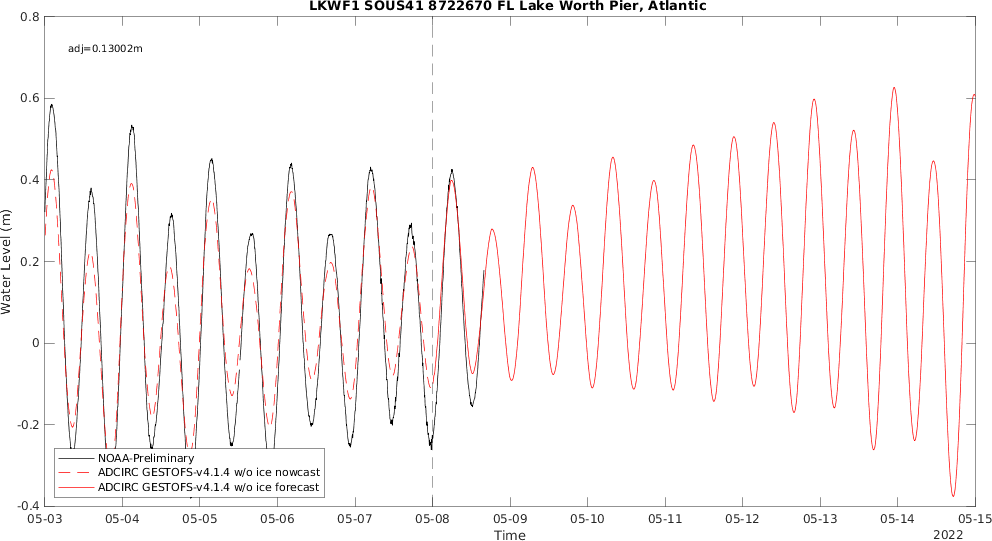 LKWF1 SOUS41 8722670 FL Lake Worth Pier, Atlantic
0.8
adj=0.13002m
0.6
0.4
0.2
0
-0.2
-0.4
Water Level (m)
NOAA-Preliminary
ADCIRC GESTOFS-v4.1.4 w/o ice nowcast
ADCIRC GESTOFS-v4.1.4 w/o ice forecast
05-03 05-04 05-05 05-06 05-07 05-08 05-09 05-10 05-11 05-12 05-13 05-14 05-15
Time
2022